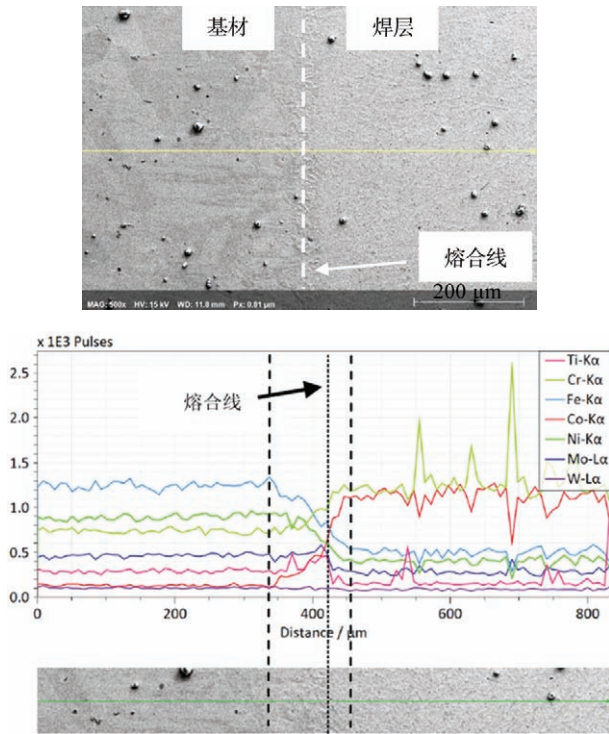 基材
焊层
熔合线
MAG: 500x HV: 15 kV WD: 11.8 mm Px: 0.81 µm
200 µm
x 1E3 Pulses
2.5
2.0
1.5
1.0
0.5
0.0
熔合线
Ti-Kα
Cr-Kα
Fe-Kα
Co-Kα
Ni-Kα
Mo-Lα
W-Lα
0 200 400 600 800
Distance / µm